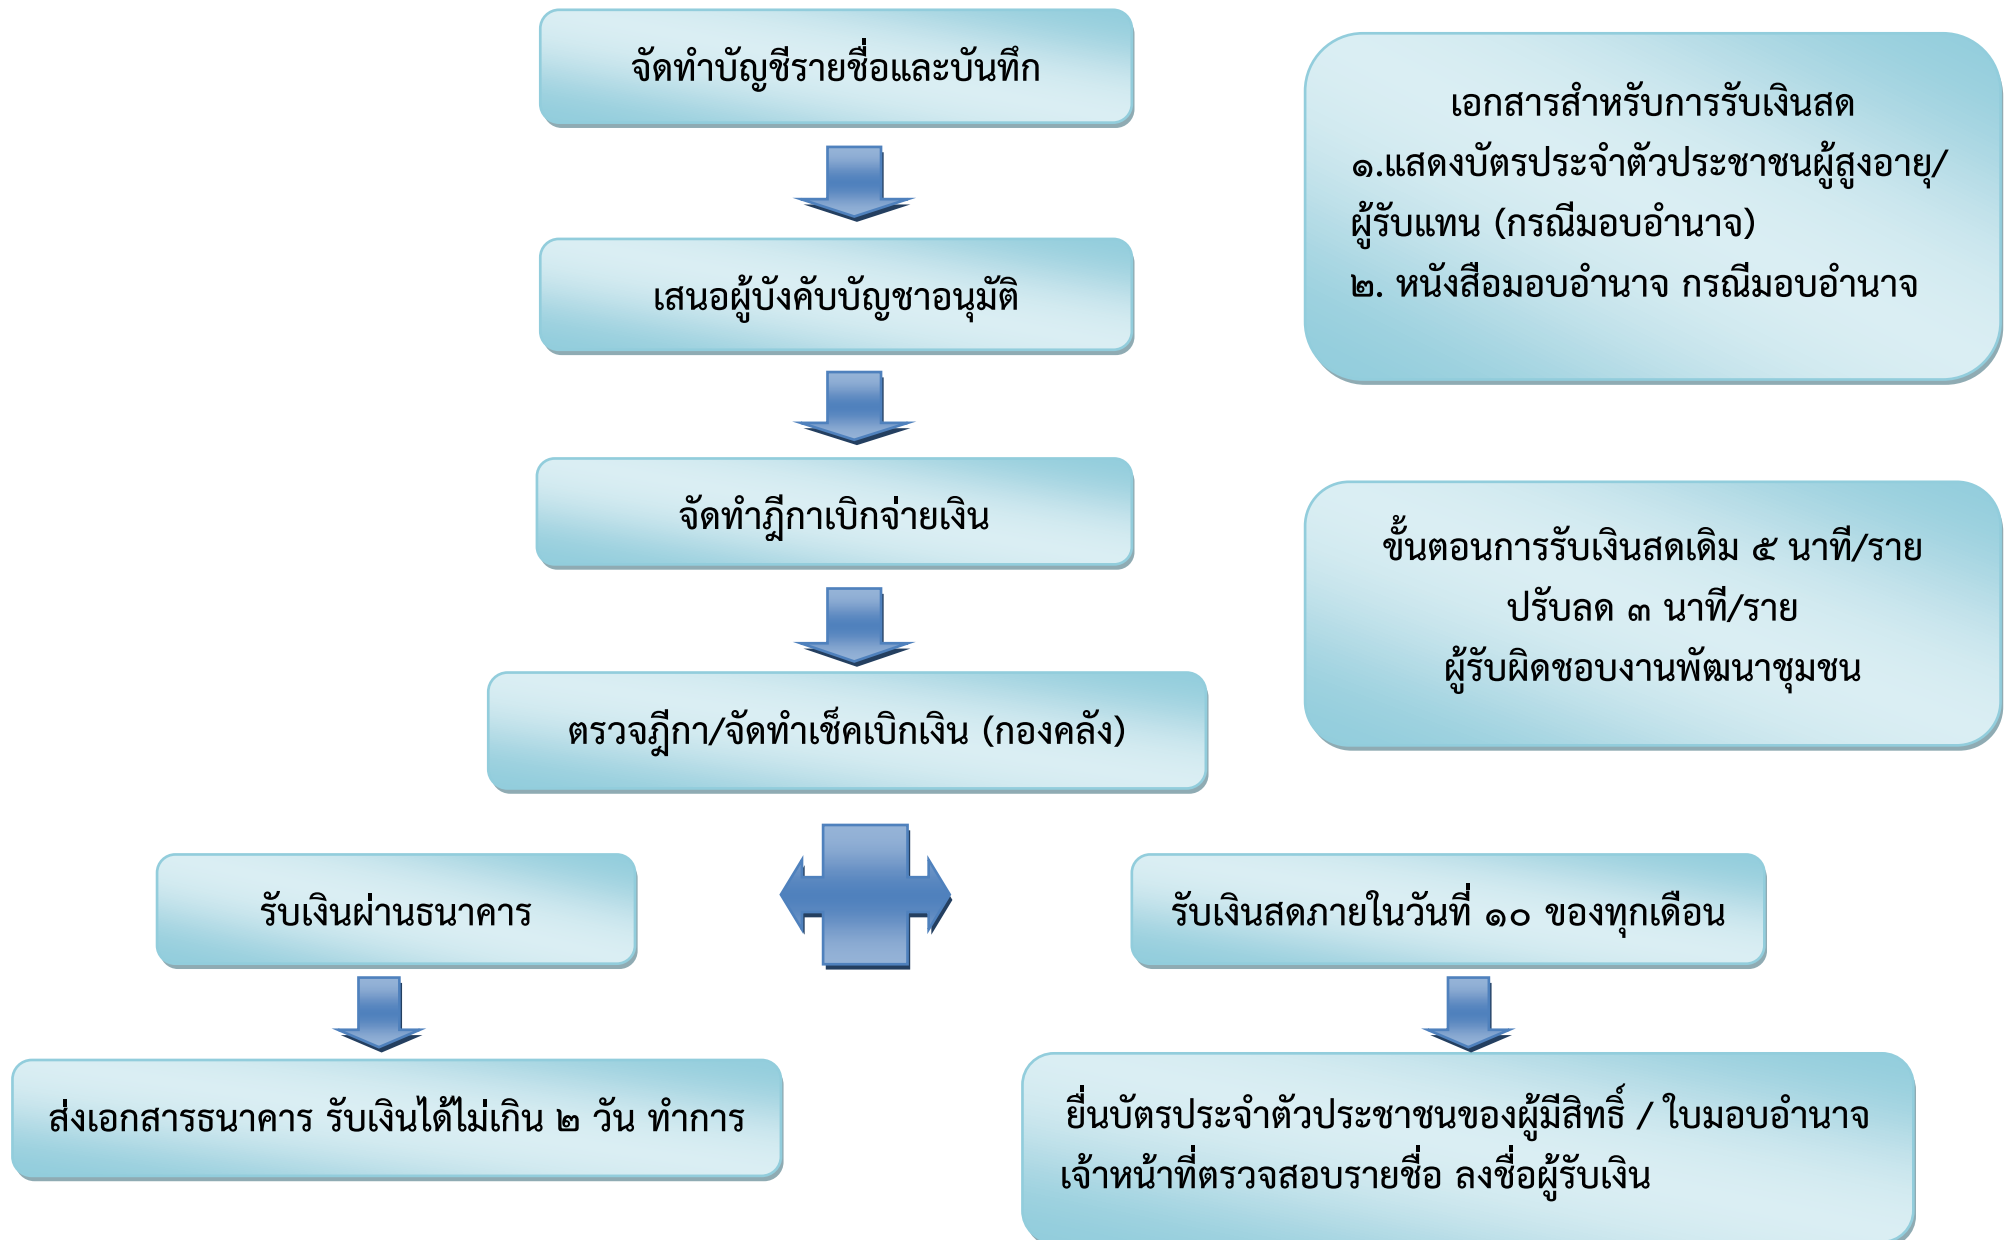 จัดทำบัญชีรายชื่อและบันทึก
เสนอผู้บังคับบัญชาอนุมัติ
จัดทำฎีกาเบิกจ่ายเงิน
ตรวจฎีกา/จัดทำเช็คเบิกเงิน (กองคลัง)
รับเงินผ่านธนาคาร
ส่งเอกสารธนาคาร รับเงินได้ไม่เกิน ๒ วัน ทำการ
รับเงินสดภายในวันที่ ๑๐ ของทุกเดือน
ยื่นบัตรประจำตัวประชาชนของผู้มีสิทธิ์ / ใบมอบอำนาจ
เจ้าหน้าที่ตรวจสอบรายชื่อ ลงชื่อผู้รับเงิน
เอกสารสำหรับการรับเงินสด
๑.แสดงบัตรประจำตัวประชาชนผู้สูงอายุ/
ผู้รับแทน (กรณีมอบอำนาจ)
๒. หนังสือมอบอำนาจ กรณีมอบอำนาจ
ขั้นตอนการรับเงินสดเดิม ๕ นาที/ราย
ปรับลด ๓ นาที/ราย
ผู้รับผิดชอบงานพัฒนาชุมชน